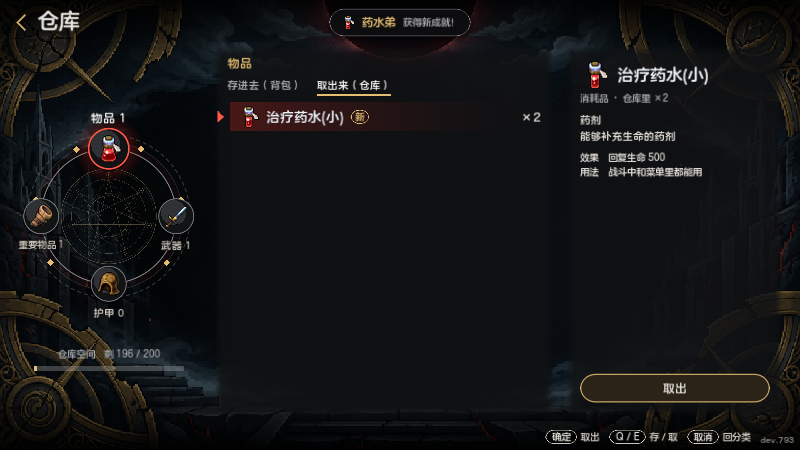 仓库
药水弟 获得新成就!
物品
存进去（背包） 取出来（仓库）
治疗药水(小) 新 ×2
物品 1
重要物品 1
武器 1
护甲 0
仓库空间 剩 196 / 200
治疗药水(小)
消耗品 · 仓库里 ×2
药剂
能够补充生命的药剂
效果 回复生命 500
用法 战斗中和菜单里都能用
取出
确定 取出 Q / E 存 / 取 取消 回分类
dev.793